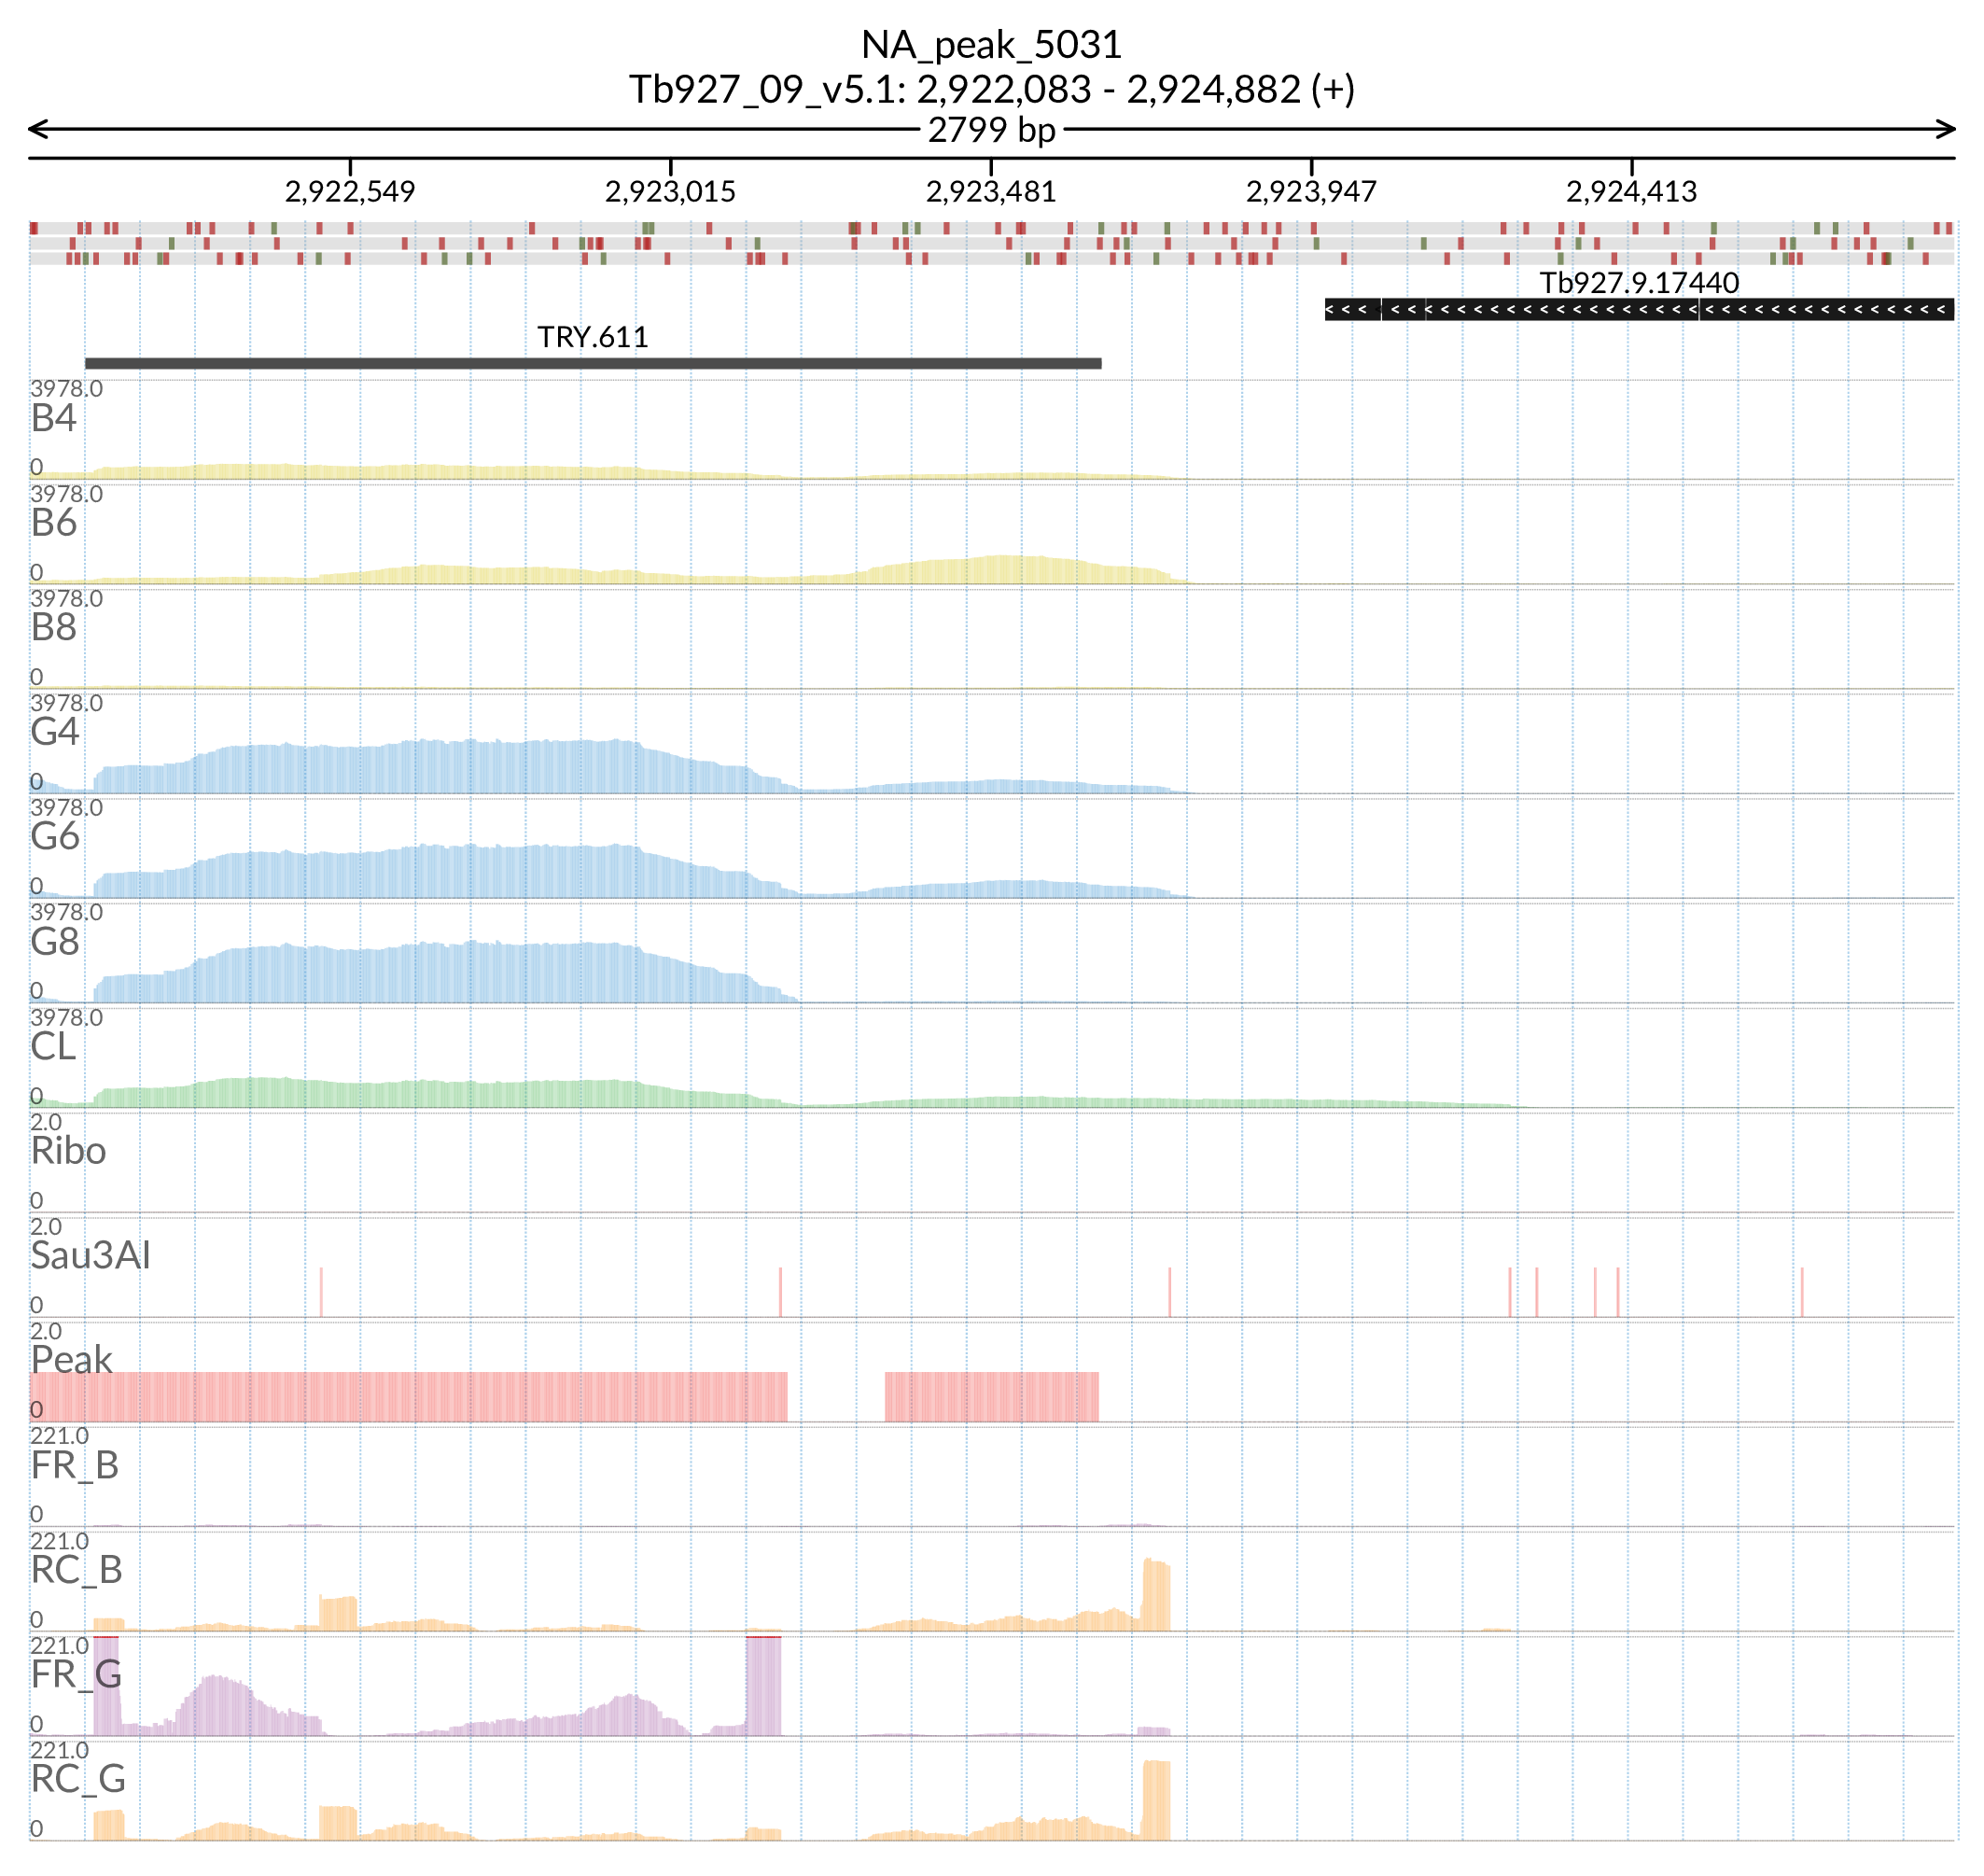 NA_peak_5031
Tb927_09_v5.1: 2,922,083 - 2,924,882 (+)
2799 bp
2,922,549 2,923,015 2,923,481 2,923,947 2,924,413
Tb927.9.17440
TRY.611
3978.0
B4
0
3978.0
B6
0
3978.0
B8
0
3978.0
G4
0
3978.0
G6
0
3978.0
G8
0
3978.0
CL
0
2.0
Ribo
0
2.0
Sau3AI
0
2.0
Peak
0
221.0
FR_B
0
221.0
RC_B
0
221.0
FR_G
0
221.0
RC_G
0